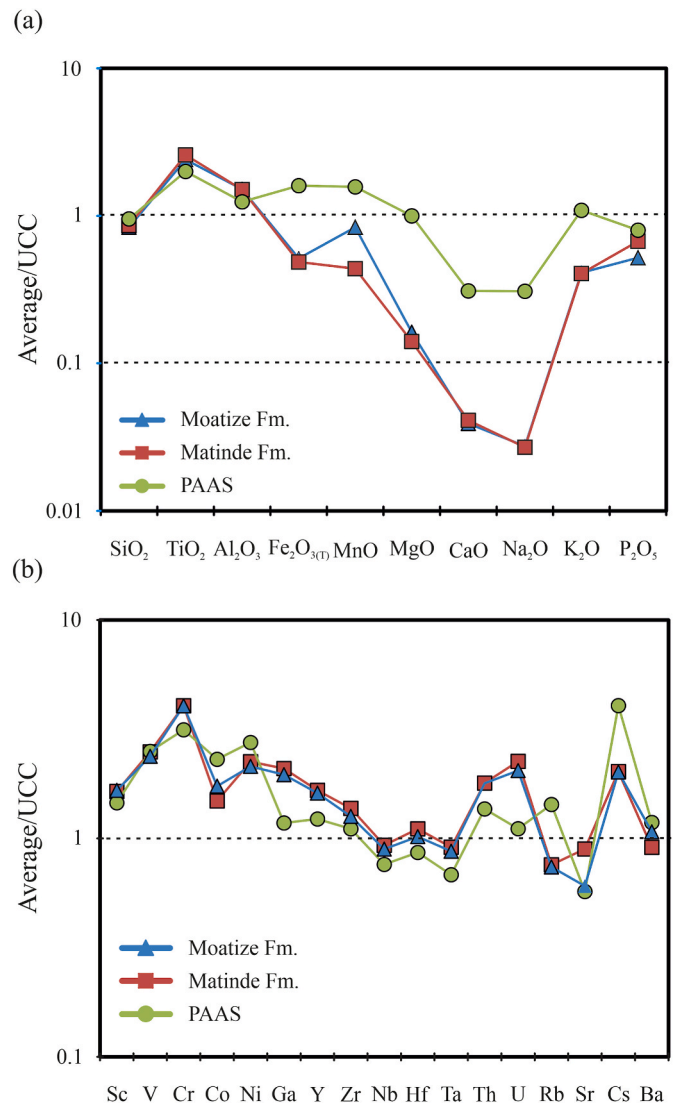 (a)
10
1
0.1
0.01
Average/UCC
Moatize Fm.
Matinde Fm.
PAAS
SiO₂ TiO₂ Al₂O₃ Fe₂O₃(T) MnO MgO CaO Na₂O K₂O P₂O₅
(b)
10
1
0.1
Average/UCC
Moatize Fm.
Matinde Fm.
PAAS
Sc V Cr Co Ni Ga Y Zr Nb Hf Ta Th U Rb Sr Cs Ba